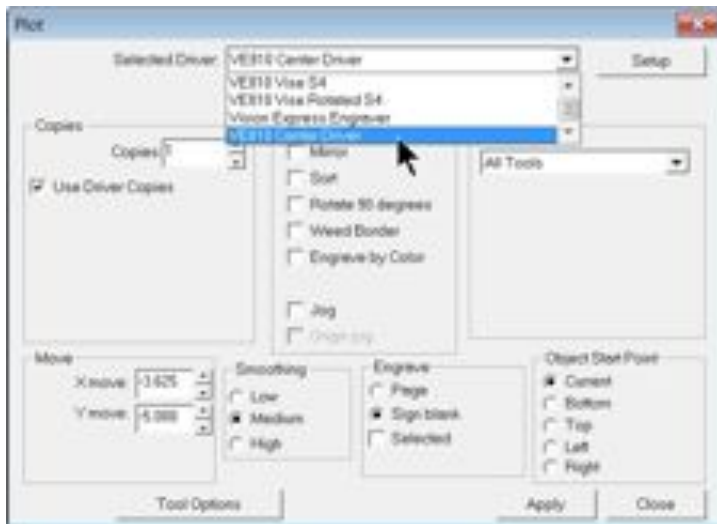 Plot
Selected Driver: VE810 Center Driver
Setup
VE810 Vise S4
VE810 Vise Rotated S4
Vision Express Engraver
VE810 Center Driver
Copies
Copies: 1
Use Driver Copies
Mirror
Sort
Rotate 90 degrees
Weed Border
Engrave by Color
Jog
All Tools
Move
X move: -3.625
Y move:
Smoothing
Low
Medium
High
Engrave
Page
Sign blank
Selected
Object Start Point
Current
Bottom
Top
Left
Right
Tool Options
Apply
Close